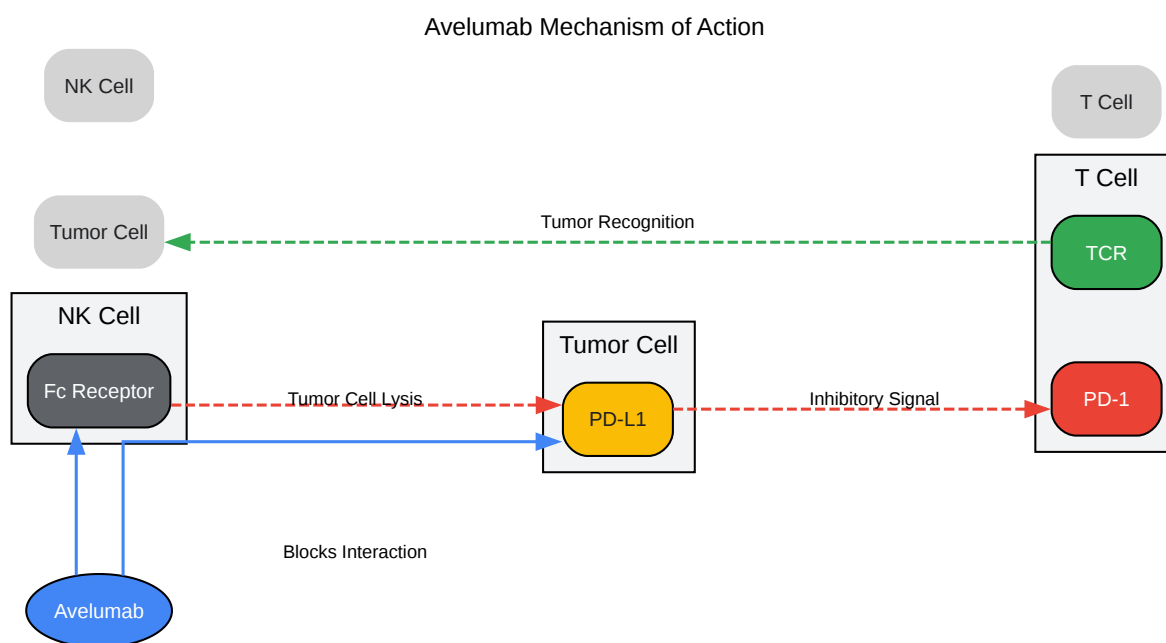 Avelumab Mechanism of Action
NK Cell
T Cell
T Cell
Tumor Cell
Tumor Recognition
TCR
NK Cell
Tumor Cell
Fc Receptor
Tumor Cell Lysis
PD-L1
Inhibitory Signal
PD-1
Blocks Interaction
Avelumab